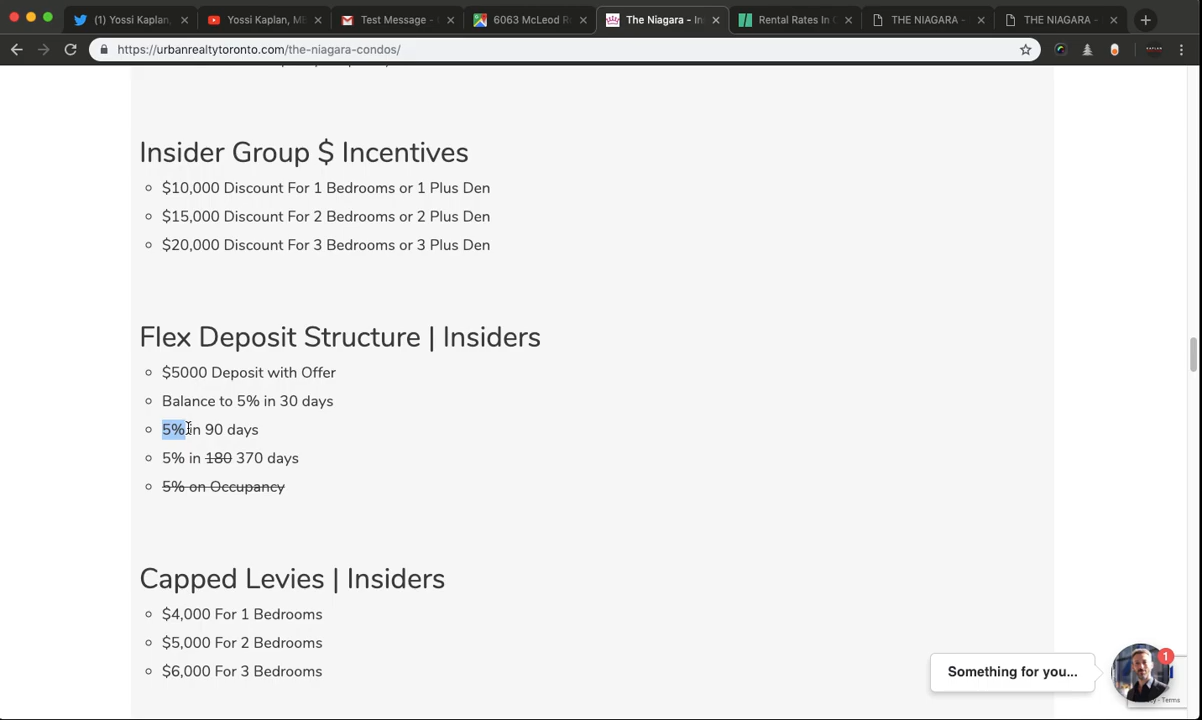 (1) Yossi Kaplan,
Yossi Kaplan, M
Test Message -
6063 McLeod R
The Niagara - In
Rental Rates In
THE NIAGARA -
THE NIAGARA -
https://urbanrealtytoronto.com/the-niagara-condos/
Insider Group $ Incentives
$10,000 Discount For 1 Bedrooms or 1 Plus Den
$15,000 Discount For 2 Bedrooms or 2 Plus Den
$20,000 Discount For 3 Bedrooms or 3 Plus Den
Flex Deposit Structure | Insiders
$5000 Deposit with Offer
Balance to 5% in 30 days
5% in 90 days
5% in 180 370 days
5% on Occupancy
Capped Levies | Insiders
$4,000 For 1 Bedrooms
$5,000 For 2 Bedrooms
$6,000 For 3 Bedrooms
Something for you...
1
- Terms